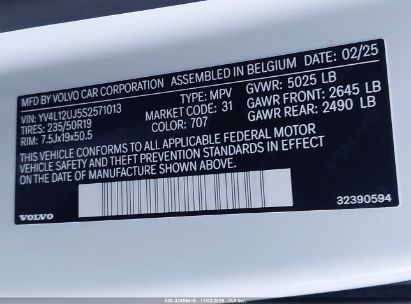 MFD BY VOLVO CAR CORPORATION ASSEMBLED IN BELGIUM DATE: 02/25
VIN: YV4L12UJ5S2571013 TYPE: MPV GVWR: 5025 LB
TIRES: 235/50R19 MARKET CODE: 31 GAWR FRONT: 2645 LB
RIM: 7.5Jx19x50.5 COLOR: 707 GAWR REAR: 2490 LB
THIS VEHICLE CONFORMS TO ALL APPLICABLE FEDERAL MOTOR
VEHICLE SAFETY AND THEFT PREVENTION STANDARDS IN EFFECT
ON THE DATE OF MANUFACTURE SHOWN ABOVE.
VOLVO 32390594